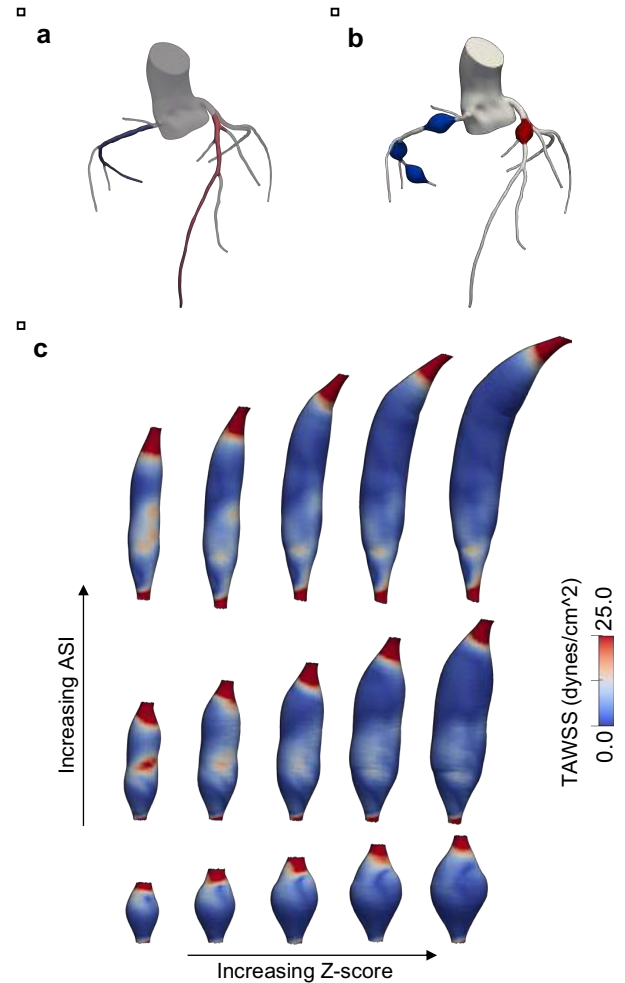 a
b
c
Increasing ASI
TAWSS (dynes/cm^2)
0.0 25.0
Increasing Z-score